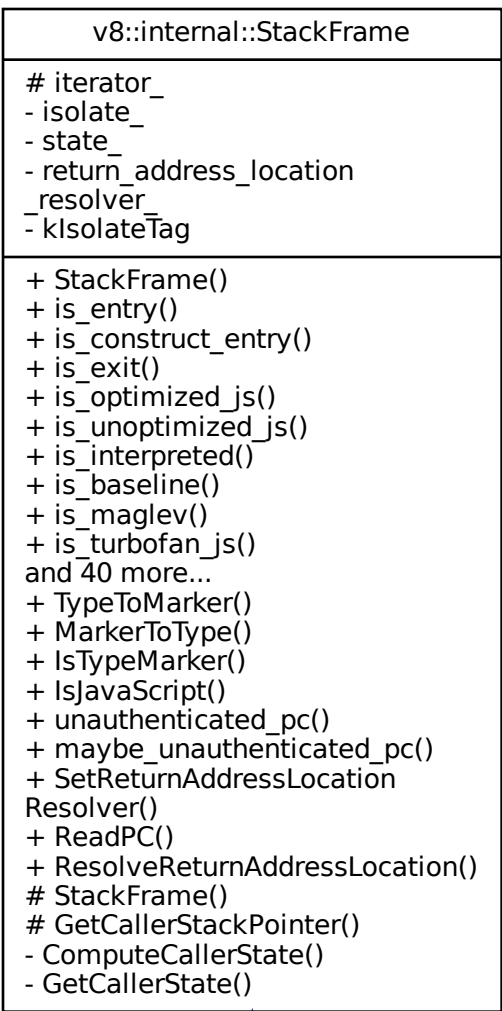 v8::internal::StackFrame
# iterator_
- isolate_
- state_
- return_address_location
_resolver_
- kIsolateTag
+ StackFrame()
+ is_entry()
+ is_construct_entry()
+ is_exit()
+ is_optimized_js()
+ is_unoptimized_js()
+ is_interpreted()
+ is_baseline()
+ is_maglev()
+ is_turbofan_js()
and 40 more...
+ TypeToMarker()
+ MarkerToType()
+ IsTypeMarker()
+ IsJavaScript()
+ unauthenticated_pc()
+ maybe_unauthenticated_pc()
+ SetReturnAddressLocation
Resolver()
+ ReadPC()
+ ResolveReturnAddressLocation()
# StackFrame()
# GetCallerStackPointer()
- ComputeCallerState()
- GetCallerState()